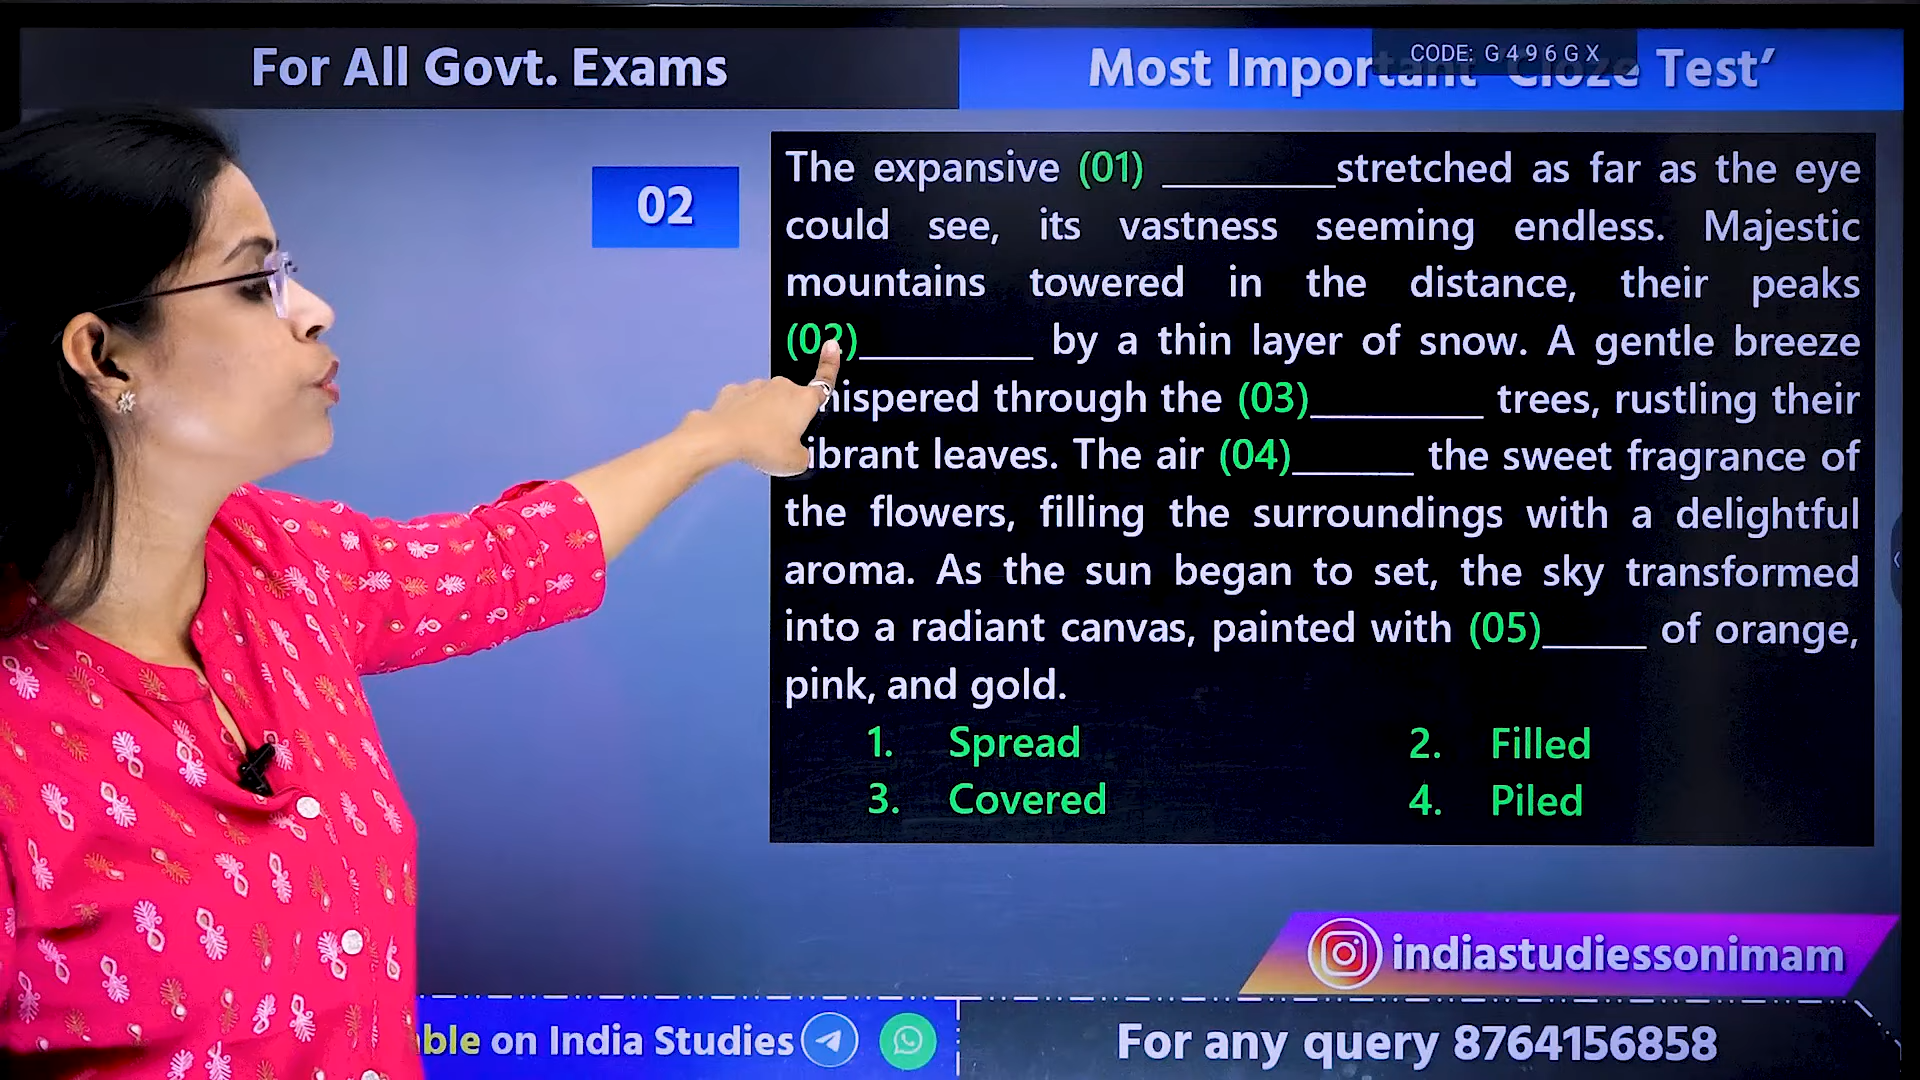 For All Govt. Exams
Most Important 'Cloze Test'
CODE: G496GX
02
The expansive (01) ________stretched as far as the eye
could see, its vastness seeming endless. Majestic
mountains towered in the distance, their peaks
(02)________ by a thin layer of snow. A gentle breeze
hispered through the (03)________ trees, rustling their
ibrant leaves. The air (04)______ the sweet fragrance of
the flowers, filling the surroundings with a delightful
aroma. As the sun began to set, the sky transformed
into a radiant canvas, painted with (05)_____ of orange,
pink, and gold.
1. Spread 2. Filled
3. Covered 4. Piled
indiastudiessonimam
ble on India Studies
For any query 8764156858